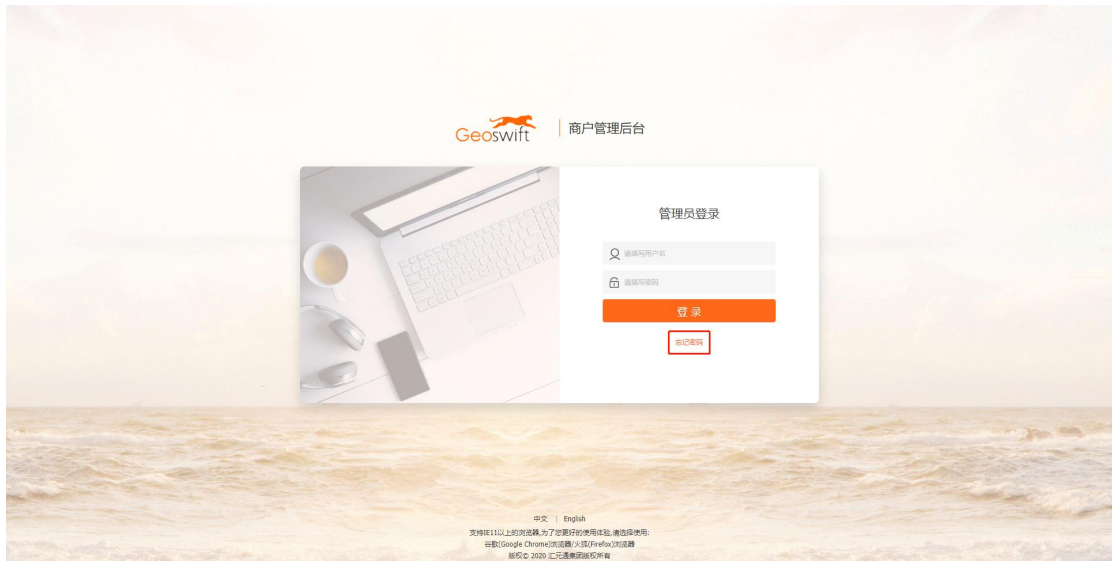 Geoswift
商户管理后台
管理员登录
请填写用户名
请填写密码
登 录
忘记密码
中文 | English
支持IE11以上的浏览器,为了您更好的使用体验,请选择使用:
谷歌(Google Chrome)浏览器/火狐(Firefox)浏览器
版权© 2020 汇元通集团版权所有